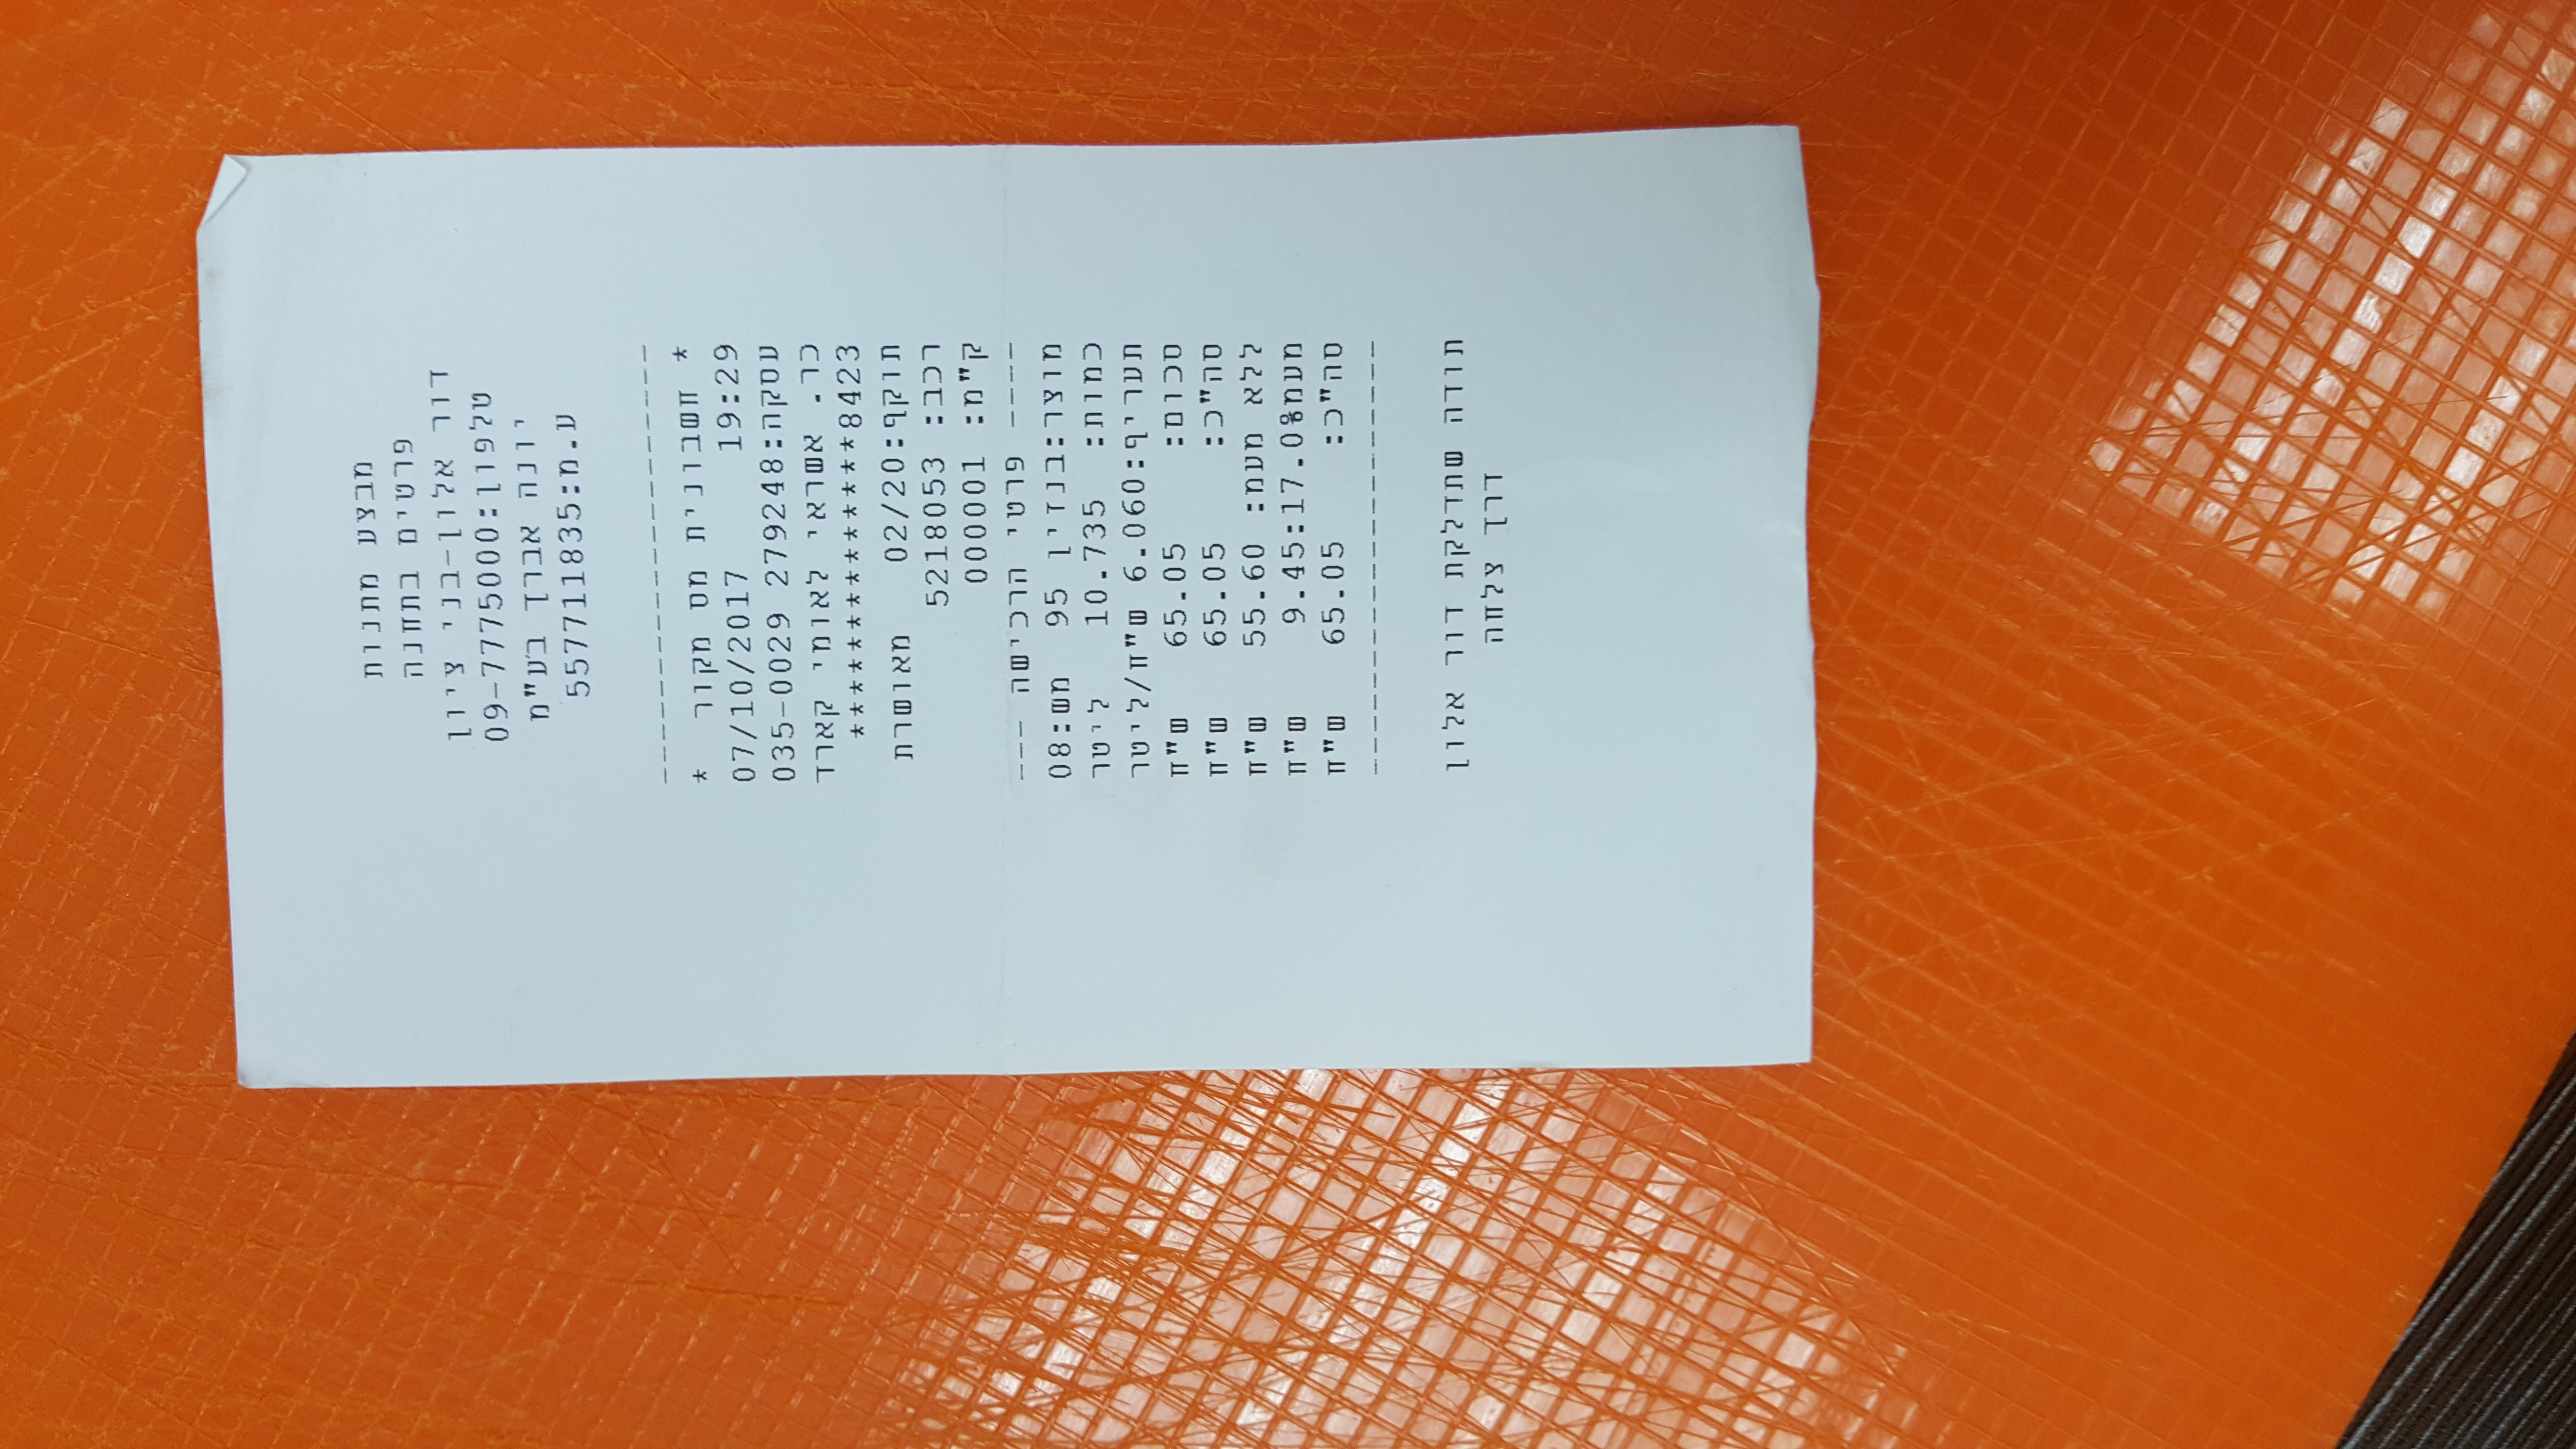 מבצע מתנות
פרטים בתחנה
דור אלון-בני ציון
טלפון:09-7775000
יונה אברך בע"מ
ע.מ:557711835
--------------------
* חשבונית מס מקור *
07/10/2017 19:29
עסקה:279248 035-0029
כר. אשראי לאומי קארד
**************8423
תוקף:02/20 מאושרת
רכב: 5218053
ק"מ: 000001
---- פרטי הרכישה ---
מוצר:בנזין 95 מש:08
כמות: 10.735 ליטר
תעריף:6.060 ש"ח/ליטר
סכום: 65.05 ש"ח
סה"כ: 65.05 ש"ח
ללא מעמ: 55.60 ש"ח
מעמ%17.0:9.45 ש"ח
סה"כ: 65.05 ש"ח
--------------------
תודה שתדלקת דור אלון
דרך צלחה